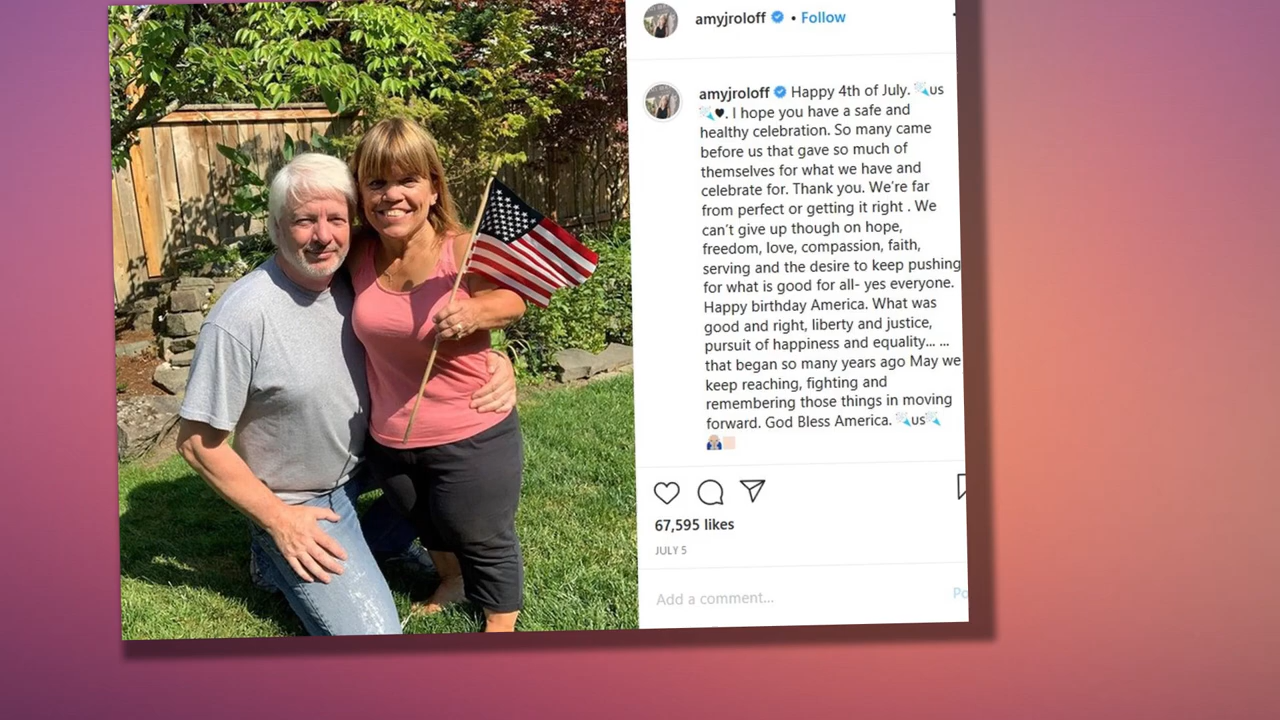 amyjroloff • Follow
amyjroloff Happy 4th of July. us
. I hope you have a safe and
healthy celebration. So many came
before us that gave so much of
themselves for what we have and
celebrate for. Thank you. We're far
from perfect or getting it right . We
can't give up though on hope,
freedom, love, compassion, faith,
serving and the desire to keep pushing
for what is good for all- yes everyone.
Happy birthday America. What was
good and right, liberty and justice,
pursuit of happiness and equality... ...
that began so many years ago May we
keep reaching, fighting and
remembering those things in moving
forward. God Bless America. us
67,595 likes
JULY 5
Add a comment...
Po